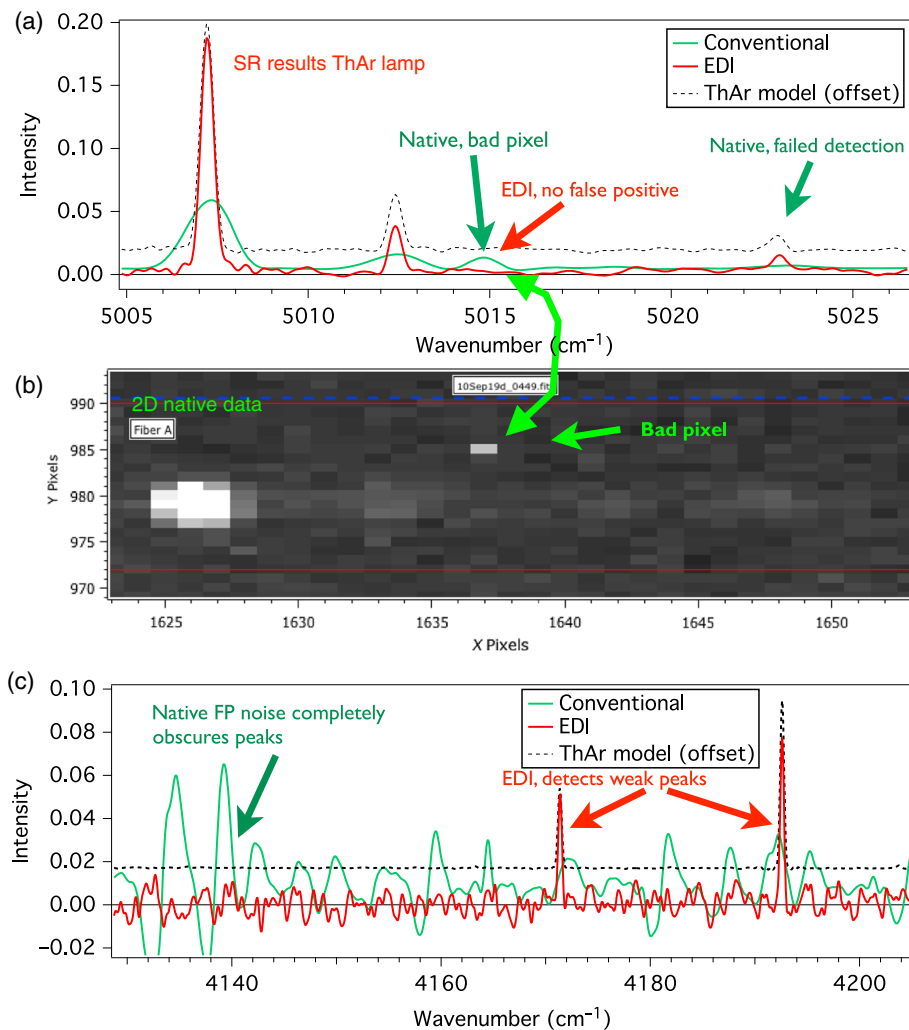 (a)
0.20
0.15
0.10
0.05
0.00
Intensity
SR results ThAr lamp
Conventional
EDI
ThAr model (offset)
Native, bad pixel
Native, failed detection
EDI, no false positive
5005
5010
5015
5020
5025
Wavenumber (cm⁻¹)
(b)
2D native data
10Sep19d_0449.fit
Fiber A
Bad pixel
990
985
980
975
970
Y Pixels
1625
1630
1635
1640
1645
1650
X Pixels
(c)
0.10
0.08
0.06
0.04
0.02
0.00
−0.02
Intensity
Native FP noise completely
obscures peaks
Conventional
EDI
ThAr model (offset)
EDI, detects weak peaks
4140
4160
4180
4200
Wavenumber (cm⁻¹)